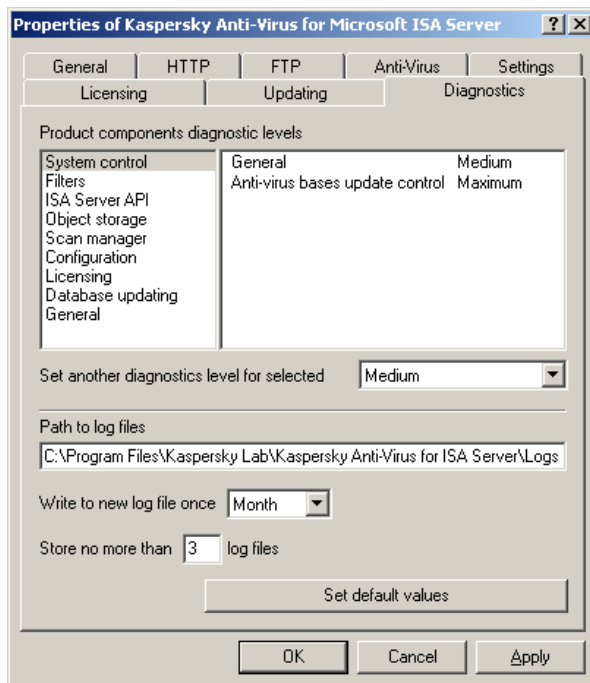 Properties of Kaspersky Anti-Virus for Microsoft ISA Server
General HTTP FTP Anti-Virus Settings
Licensing Updating Diagnostics
Product components diagnostic levels
System control
Filters
ISA Server API
Object storage
Scan manager
Configuration
Licensing
Database updating
General
General Medium
Anti-virus bases update control Maximum
Set another diagnostics level for selected Medium
Path to log files
C:\Program Files\Kaspersky Lab\Kaspersky Anti-Virus for ISA Server\Logs
Write to new log file once Month
Store no more than 3 log files
Set default values
OK Cancel Apply